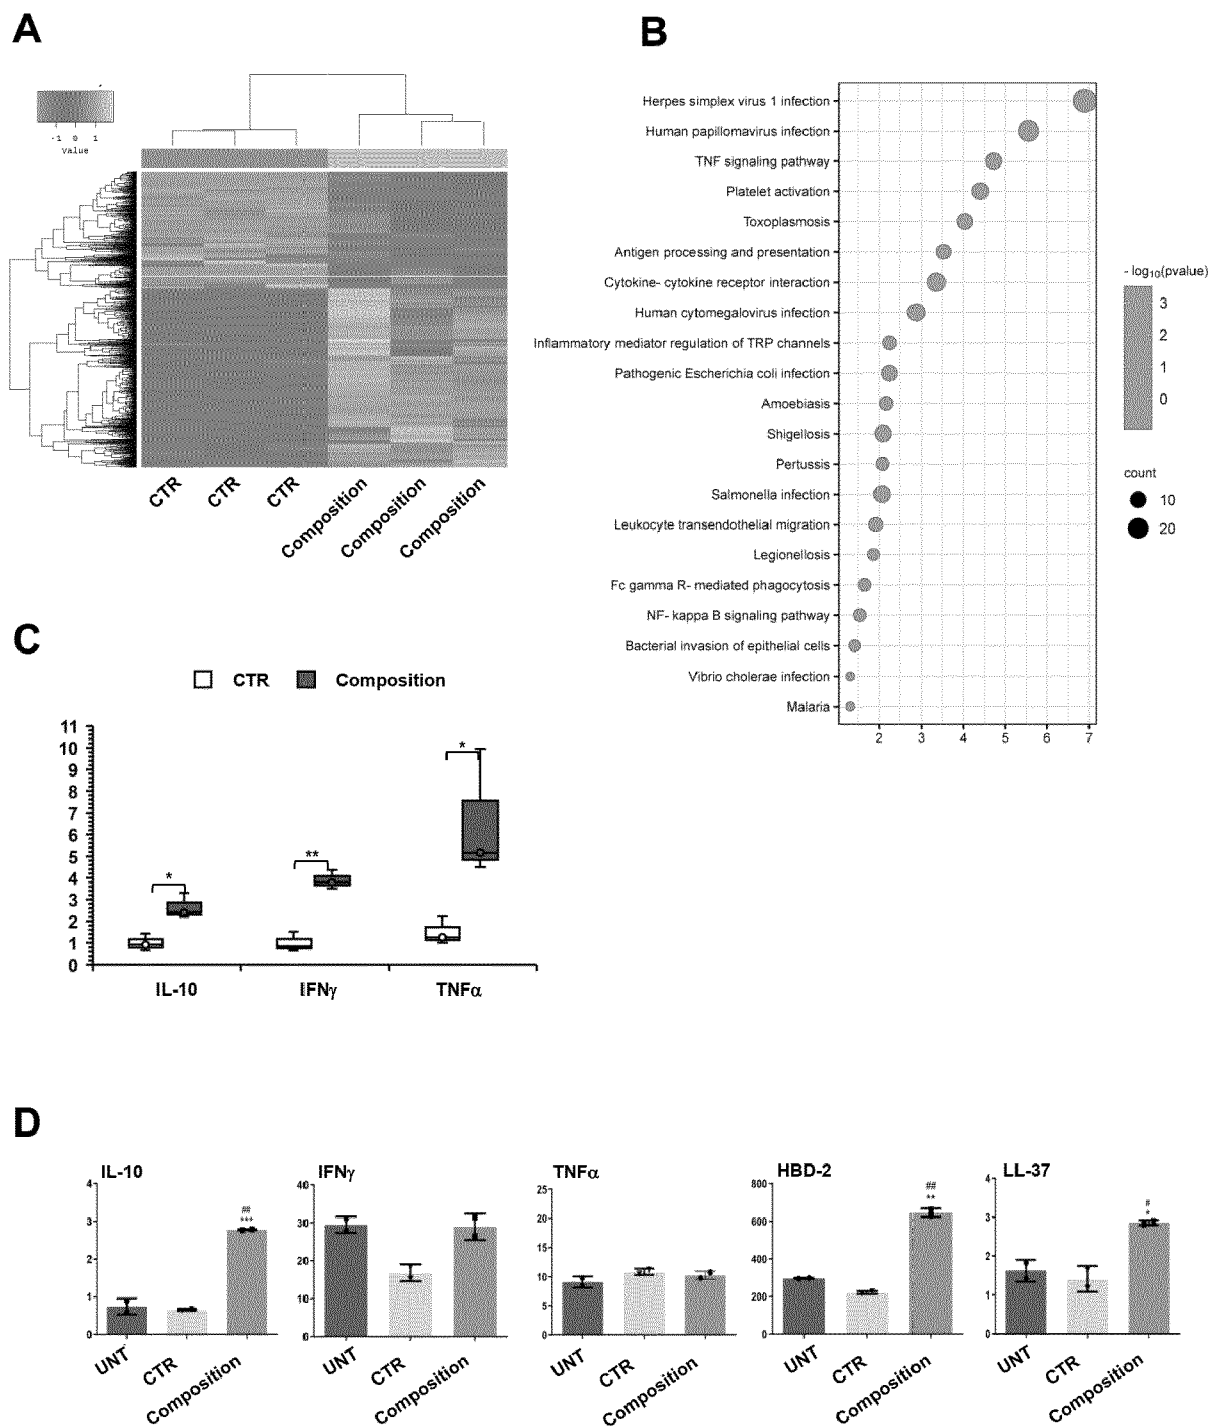 A
-1 0 1
Value
CTR CTR CTR Composition Composition Composition
B
Herpes simplex virus 1 infection
Human papillomavirus infection
TNF signaling pathway
Platelet activation
Toxoplasmosis
Antigen processing and presentation
Cytokine- cytokine receptor interaction
Human cytomegalovirus infection
Inflammatory mediator regulation of TRP channels
Pathogenic Escherichia coli infection
Amoebiasis
Shigellosis
Pertussis
Salmonella infection
Leukocyte transendothelial migration
Legionellosis
Fc gamma R- mediated phagocytosis
NF- kappa B signaling pathway
Bacterial invasion of epithelial cells
Vibrio cholerae infection
Malaria
2 3 4 5 6 7
- log10(pvalue)
3
2
1
0
count
10
20
C
CTR Composition
11
10
9
8
7
6
5
4
3
2
1
0
* ** *
IL-10 IFNγ TNFα
D
IL-10
4
3
2
1
0
##
***
UNT CTR Composition
IFNγ
40
30
20
10
0
UNT CTR Composition
TNFα
25
20
15
10
5
0
UNT CTR Composition
HBD-2
800
600
400
200
0
##
**
UNT CTR Composition
LL-37
4
3
2
1
0
#
*
UNT CTR Composition